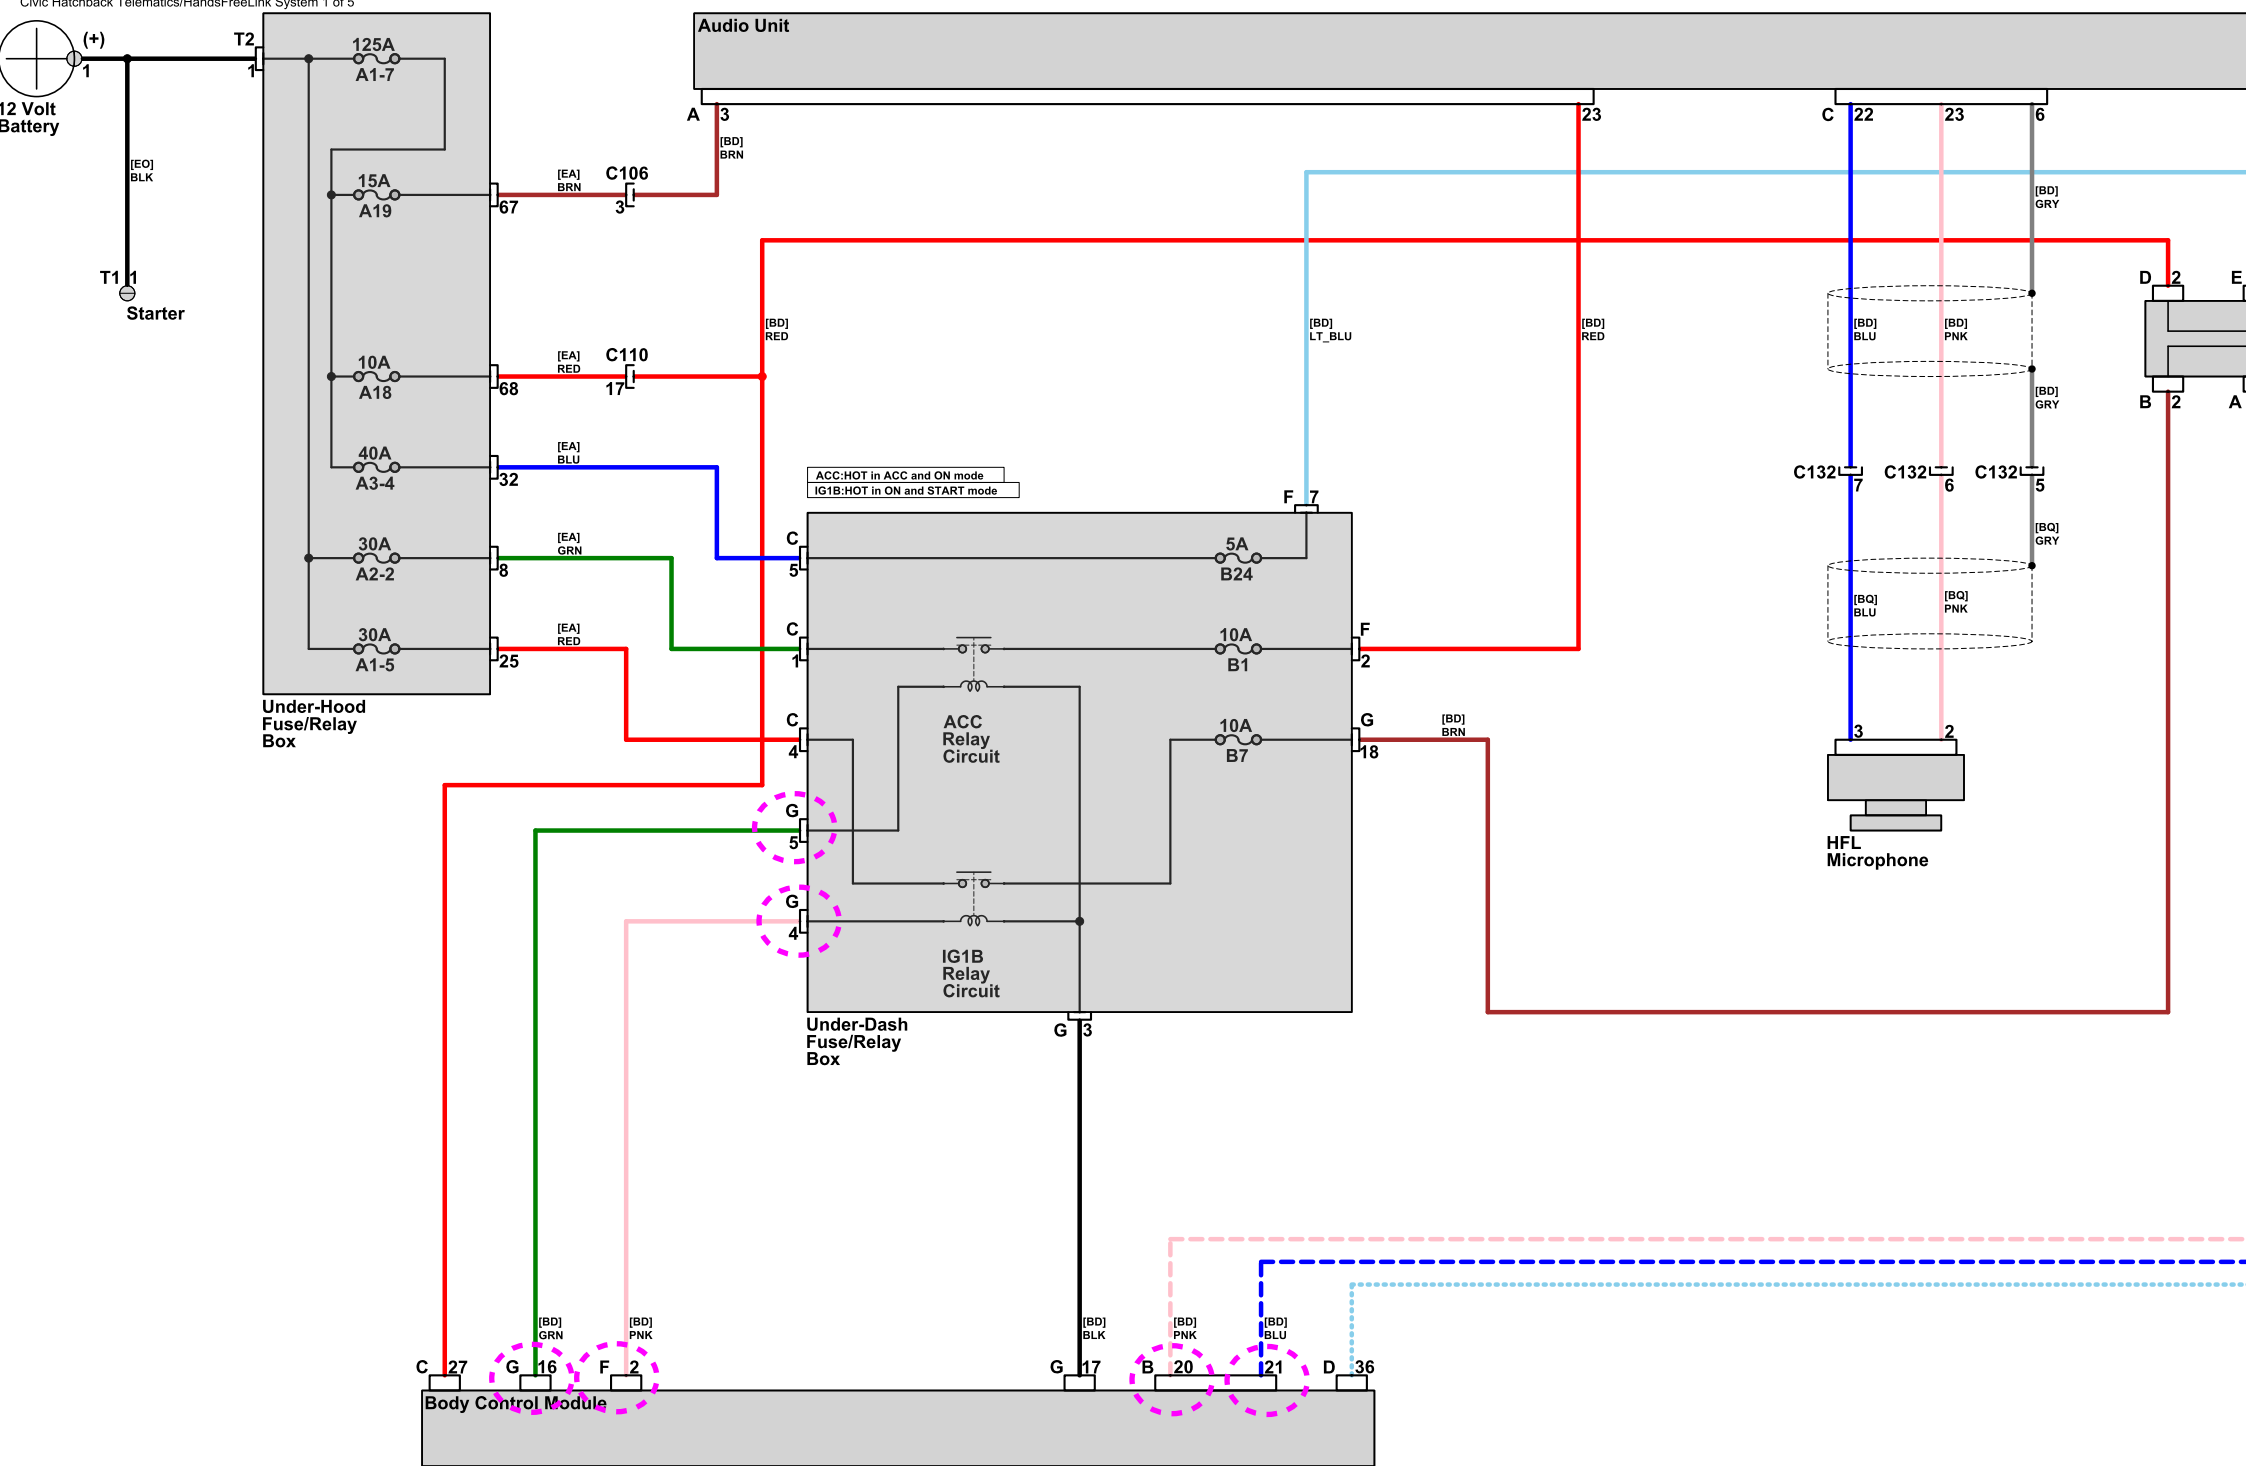 Civic Hatchback Telematics/HandsFreeLink System 1 of 5
(+)
1
12 Volt
Battery
[EO]
BLK
T1 1
Starter
T2
1
125A
A1-7
15A
A19
10A
A18
40A
A3-4
30A
A2-2
30A
A1-5
67
68
32
8
25
Under-Hood
Fuse/Relay
Box
[EA]
BRN
C106
3
[EA]
RED
C110
17
[EA]
BLU
[EA]
GRN
[EA]
RED
Audio Unit
A 3
[BD]
BRN
23
C 22 23 6
[BD]
RED
[BD]
LT_BLU
[BD]
RED
[BD]
GRY
[BD]
BLU
[BD]
PNK
[BD]
GRY
C132
7
C132
6
C132
5
[BQ]
GRY
[BQ]
BLU
[BQ]
PNK
3 2
HFL
Microphone
D 2
E
B 2
A
ACC:HOT in ACC and ON mode
IG1B:HOT in ON and START mode
F 7
C
5
5A
B24
C
1
10A
B1
F
2
C
4
ACC
Relay
Circuit
10A
B7
G
18
[BD]
BRN
G
5
G
4
IG1B
Relay
Circuit
G 3
Under-Dash
Fuse/Relay
Box
[BD]
GRN
[BD]
PNK
[BD]
BLK
[BD]
PNK
[BD]
BLU
C 27
G 16
F 2
G 17
B 20
21
D 36
Body Control Module